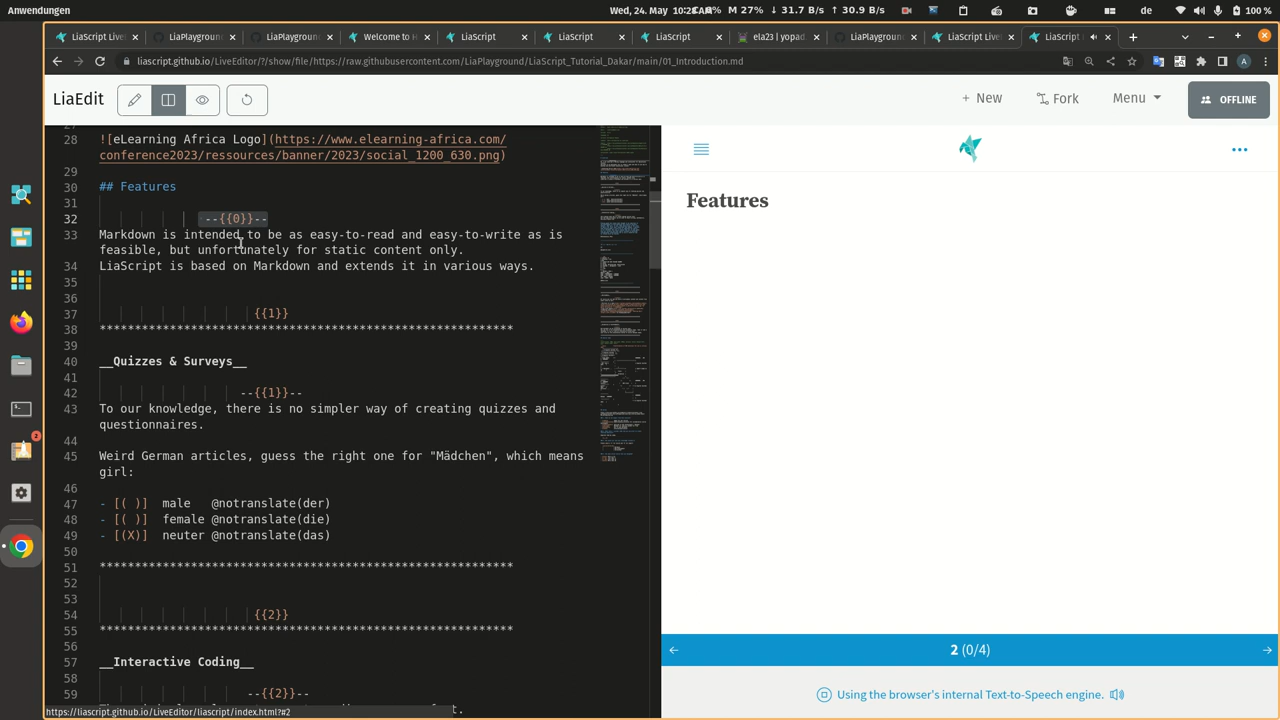 Anwendungen
Wed, 24. May 10:28 AM
M 27% ↓ 31.7 B/s ↑ 30.9 B/s
de
100 %
LiaScript Live
LiaPlayground
LiaPlayground
Welcome to H
LiaScript
LiaScript
LiaScript
ela23 | yopad
LiaPlayground
LiaScript Live
LiaScript
liascript.github.io/LiveEditor/?/show/file/https://raw.githubusercontent.com/LiaPlayground/LiaScript_Tutorial_Dakar/main/01_Introduction.md
A
LiaEdit
+ New
Fork
Menu
OFFLINE
27
28 ![eLearning Africa Logo](https://www.elearning-africa.com/
conference2023/ressources/banner/2023/social_1200_630.png)
29
30 ## Features
31
32 --{{0}}--
33 Markdown is intended to be as easy-to-read and easy-to-write as is
feasible, but unfortunately for static content only.
34 LiaScript is based on Markdown and extends it in various ways.
35
36
37 {{1}}
38 ***********************************************************
39
40 __Quizzes & Surveys__
41
42 --{{1}}--
43 To our knowledge, there is no simpler way of creating quizzes and
questionnaires.
44
45 Weird German articles, guess the right one for "Mädchen", which means
girl:
46
47 - [( )] male @notranslate(der)
48 - [( )] female @notranslate(die)
49 - [(X)] neuter @notranslate(das)
50
51 ***********************************************************
52
53
54 {{2}}
55 ***********************************************************
56
57 __Interactive Coding__
58
59 --{{2}}--
https://liascript.github.io/LiveEditor/liascript/index.html?#2
Features
2 (0/4)
Using the browser's internal Text-to-Speech engine.